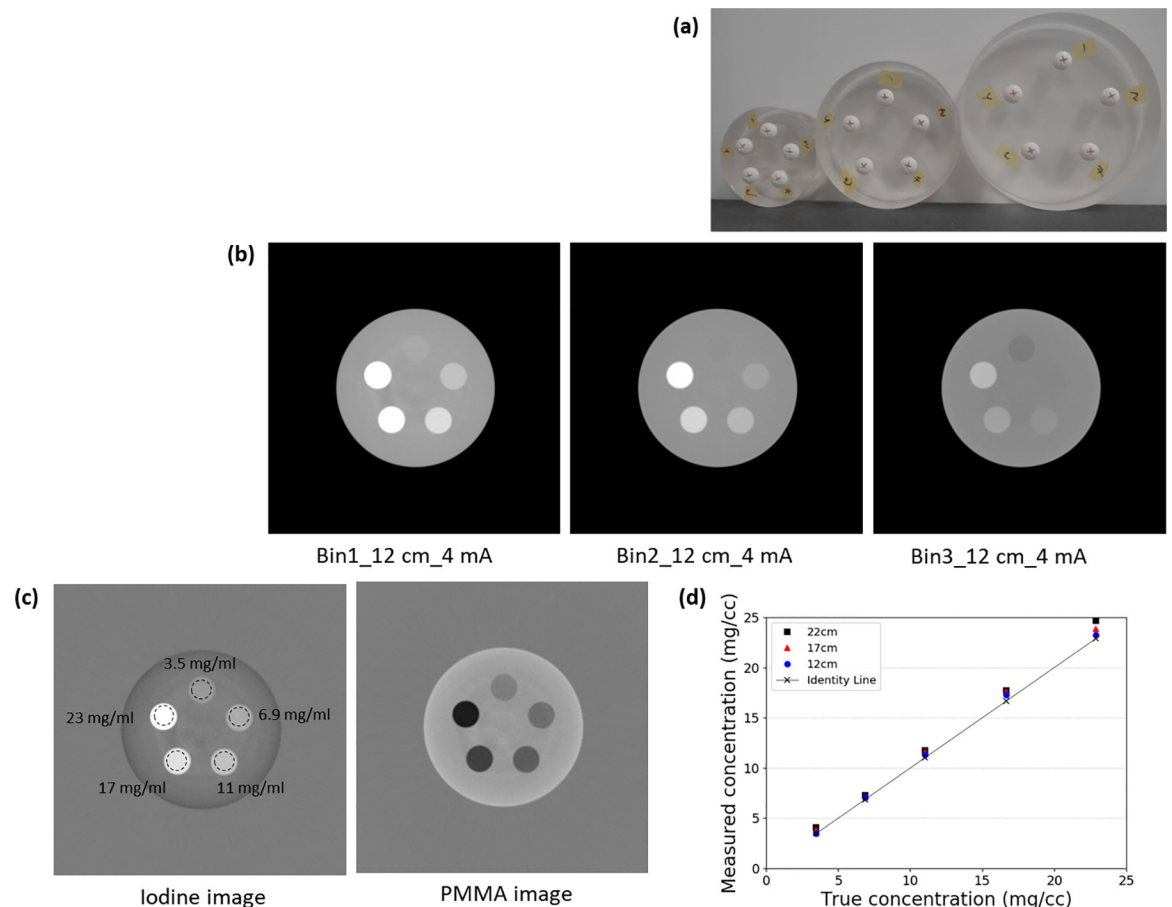 (a)
(b)
Bin1_12 cm_4 mA
Bin2_12 cm_4 mA
Bin3_12 cm_4 mA
(c)
3.5 mg/ml
23 mg/ml
6.9 mg/ml
17 mg/ml
11 mg/ml
Iodine image
PMMA image
(d)
Measured concentration (mg/cc)
25
20
15
10
5
0
22cm
17cm
12cm
Identity Line
0
5
10
15
20
25
True concentration (mg/cc)